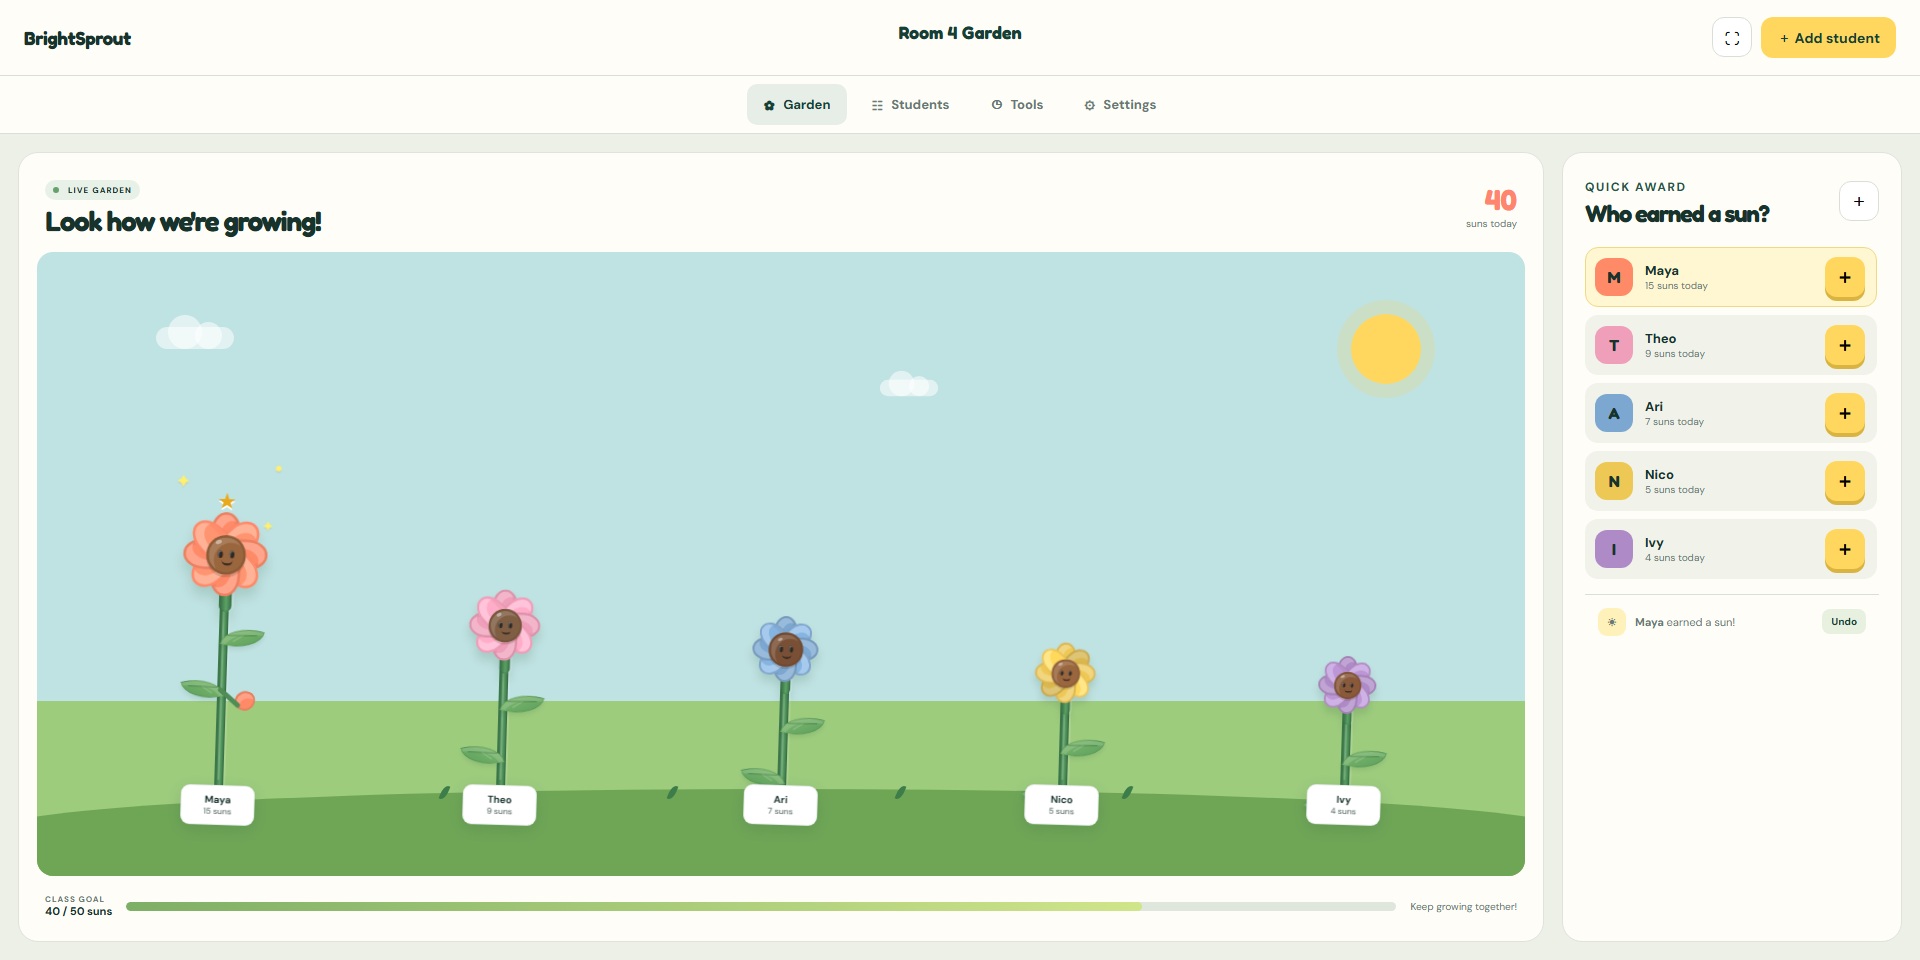 BrightSprout
Room 4 Garden
+ Add student
Garden
Students
Tools
Settings
LIVE GARDEN
Look how we're growing!
40
suns today
Maya
15 suns
Theo
9 suns
Ari
7 suns
Nico
5 suns
Ivy
4 suns
CLASS GOAL
40 / 50 suns
Keep growing together!
QUICK AWARD
Who earned a sun?
+
M
Maya
15 suns today
+
T
Theo
9 suns today
+
A
Ari
7 suns today
+
N
Nico
5 suns today
+
I
Ivy
4 suns today
+
Maya earned a sun!
Undo